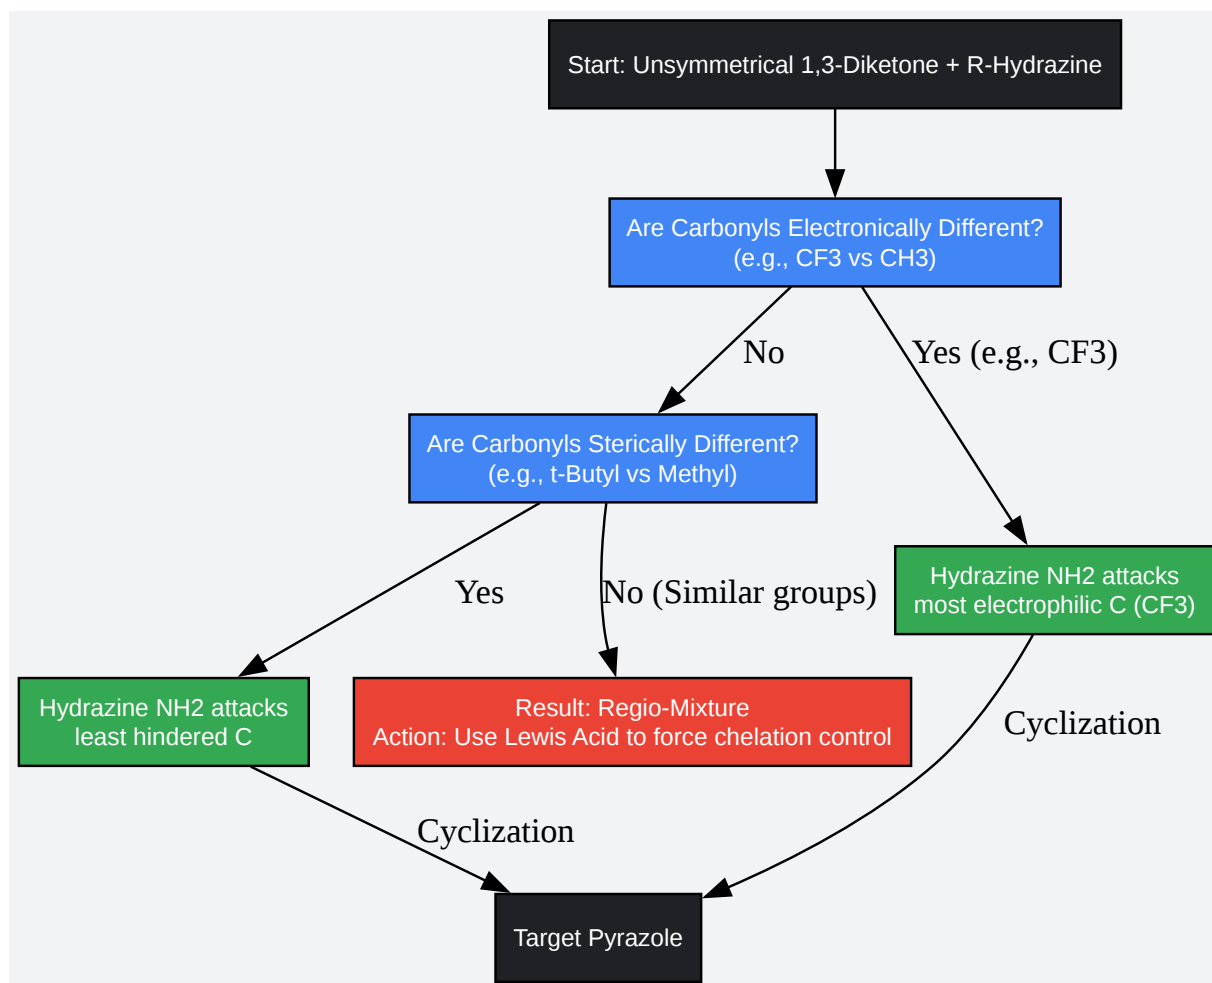 Start: Unsymmetrical 1,3-Diketone + R-Hydrazine
Are Carbonyls Electronically Different?
(e.g., CF3 vs CH3)
No
Yes (e.g., CF3)
Are Carbonyls Sterically Different?
(e.g., t-Butyl vs Methyl)
Yes
No (Similar groups)
Hydrazine NH2 attacks
most electrophilic C (CF3)
Hydrazine NH2 attacks
least hindered C
Result: Regio-Mixture
Action: Use Lewis Acid to force chelation control
Cyclization
Cyclization
Target Pyrazole